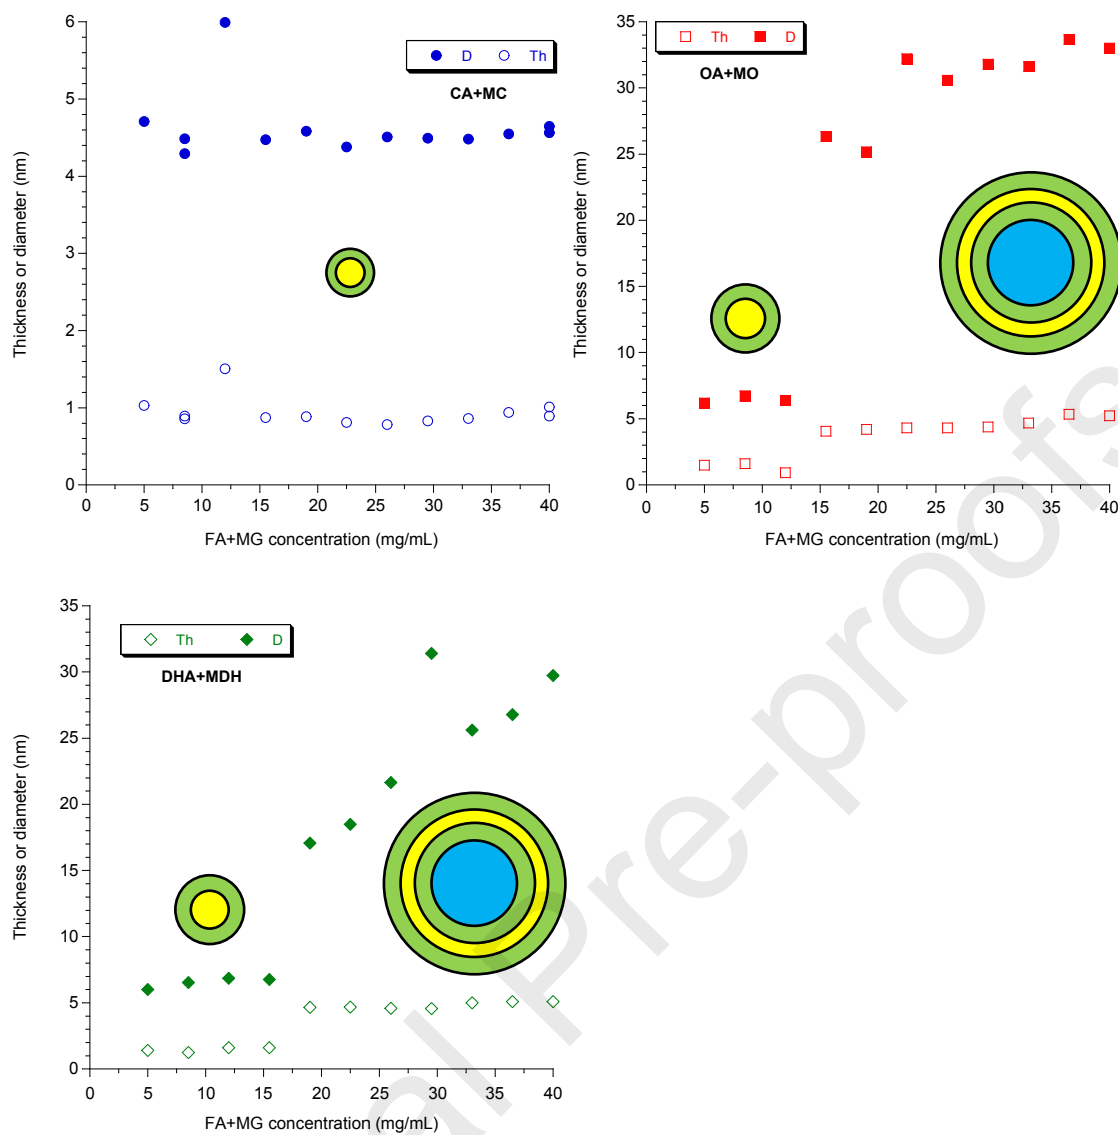 6
5
4
3
2
1
0
Thickness or diameter (nm)
D Th
CA+MC
0 5 10 15 20 25 30 35 40
FA+MG concentration (mg/mL)
35
30
25
20
15
10
5
0
Thickness or diameter (nm)
Th D
OA+MO
0 5 10 15 20 25 30 35 40
FA+MG concentration (mg/mL)
35
30
25
20
15
10
5
0
Thickness or diameter (nm)
Th D
DHA+MDH
0 5 10 15 20 25 30 35 40
FA+MG concentration (mg/mL)
al Pre-proofs